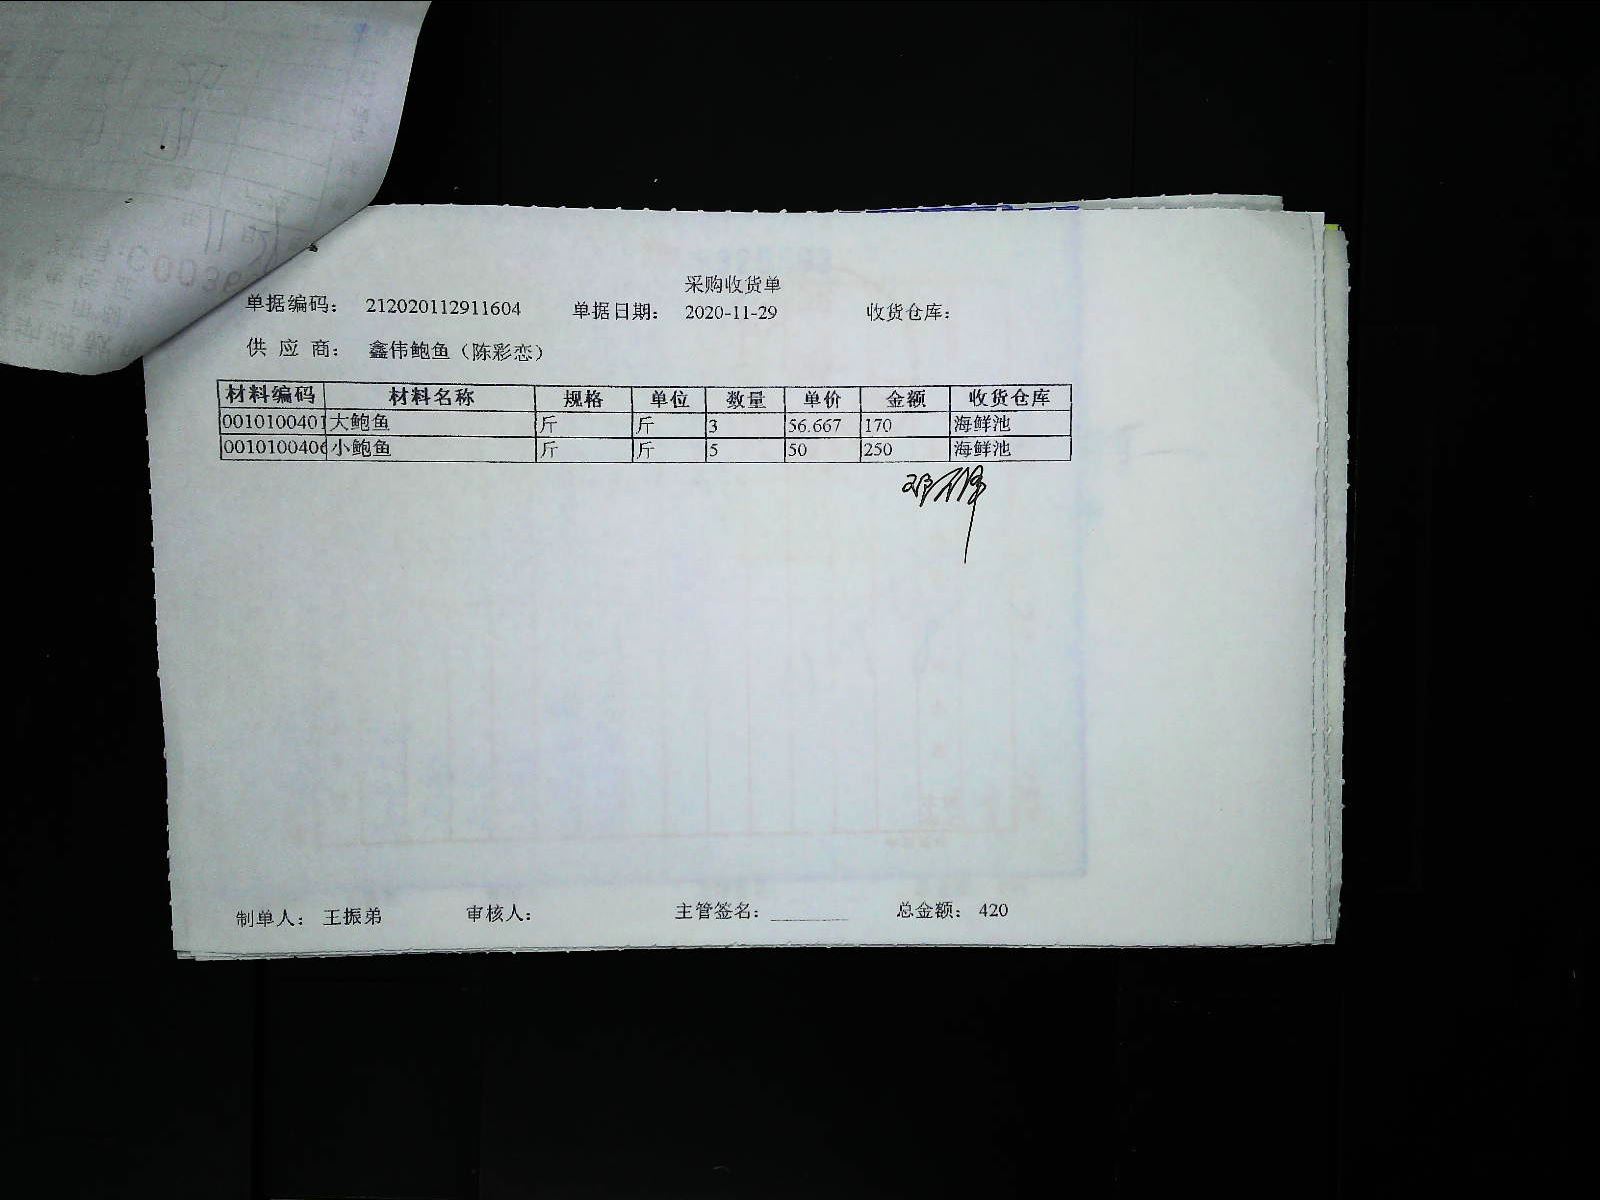 采购收货单
单据编码： 212020112911604 单据日期： 2020-11-29 收货仓库：
供 应 商： 鑫伟鲍鱼（陈彩恋）
材料编码 材料名称 规格 单位 数量 单价 金额 收货仓库
0010100401 大鲍鱼 斤 斤 3 56.667 170 海鲜池
0010100406 小鲍鱼 斤 斤 5 50 250 海鲜池
制单人： 王振弟 审核人： 主管签名： 总金额： 420